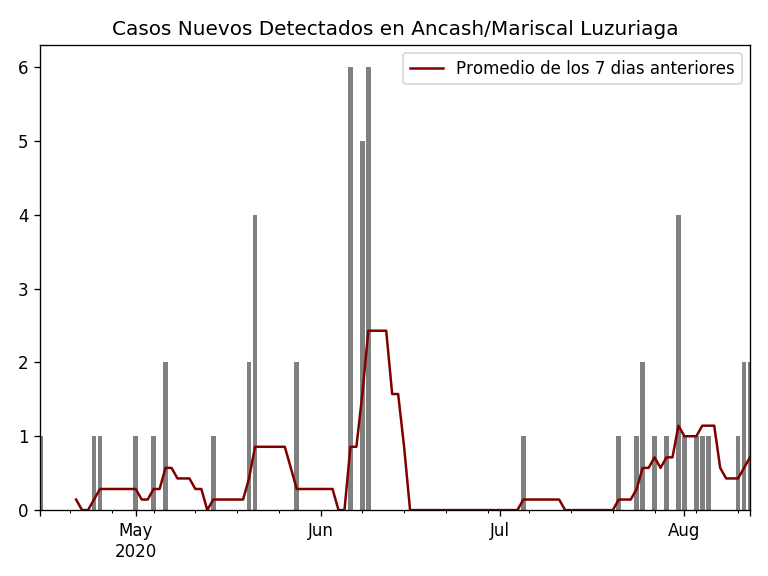 Casos Nuevos Detectados en Ancash/Mariscal Luzuriaga
Promedio de los 7 dias anteriores
6
5
4
3
2
1
0
May
2020
Jun
Jul
Aug